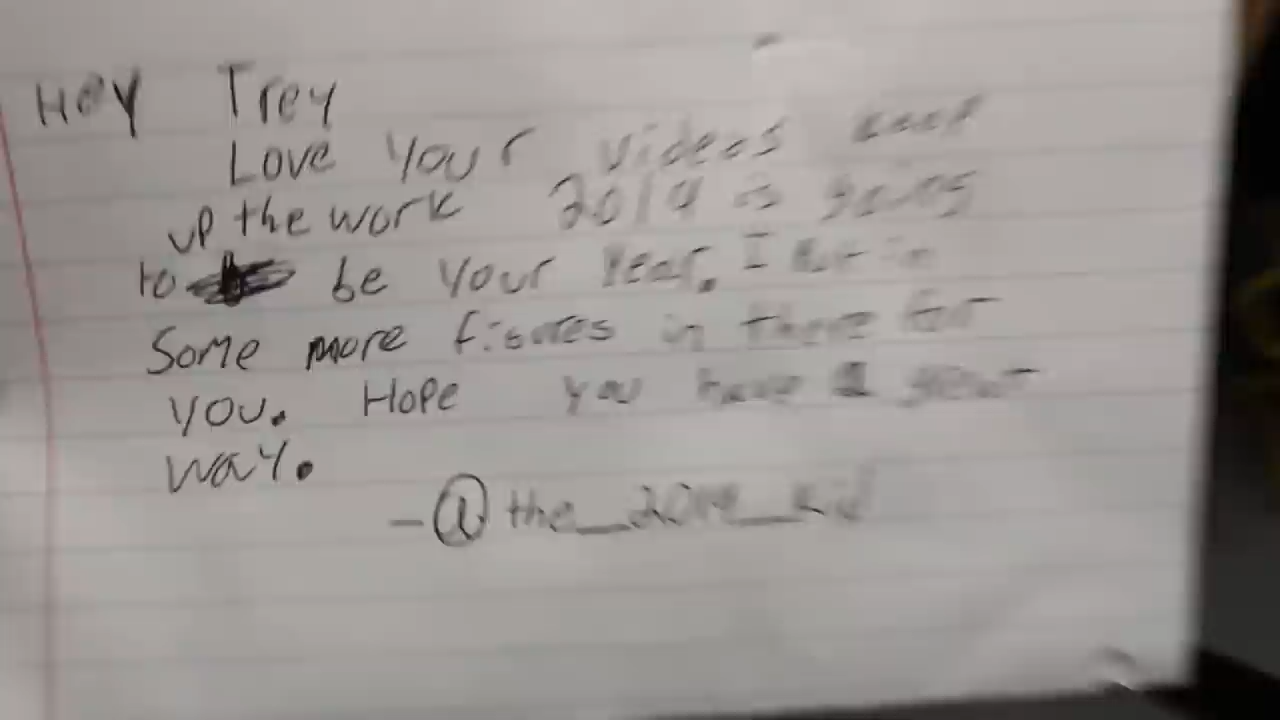 Hey Trey
Love your videos keep
up the work 2019 is going
to be your year. I put in
Some more figures in there for
you. Hope you have a great
way.
-@the_ _kid